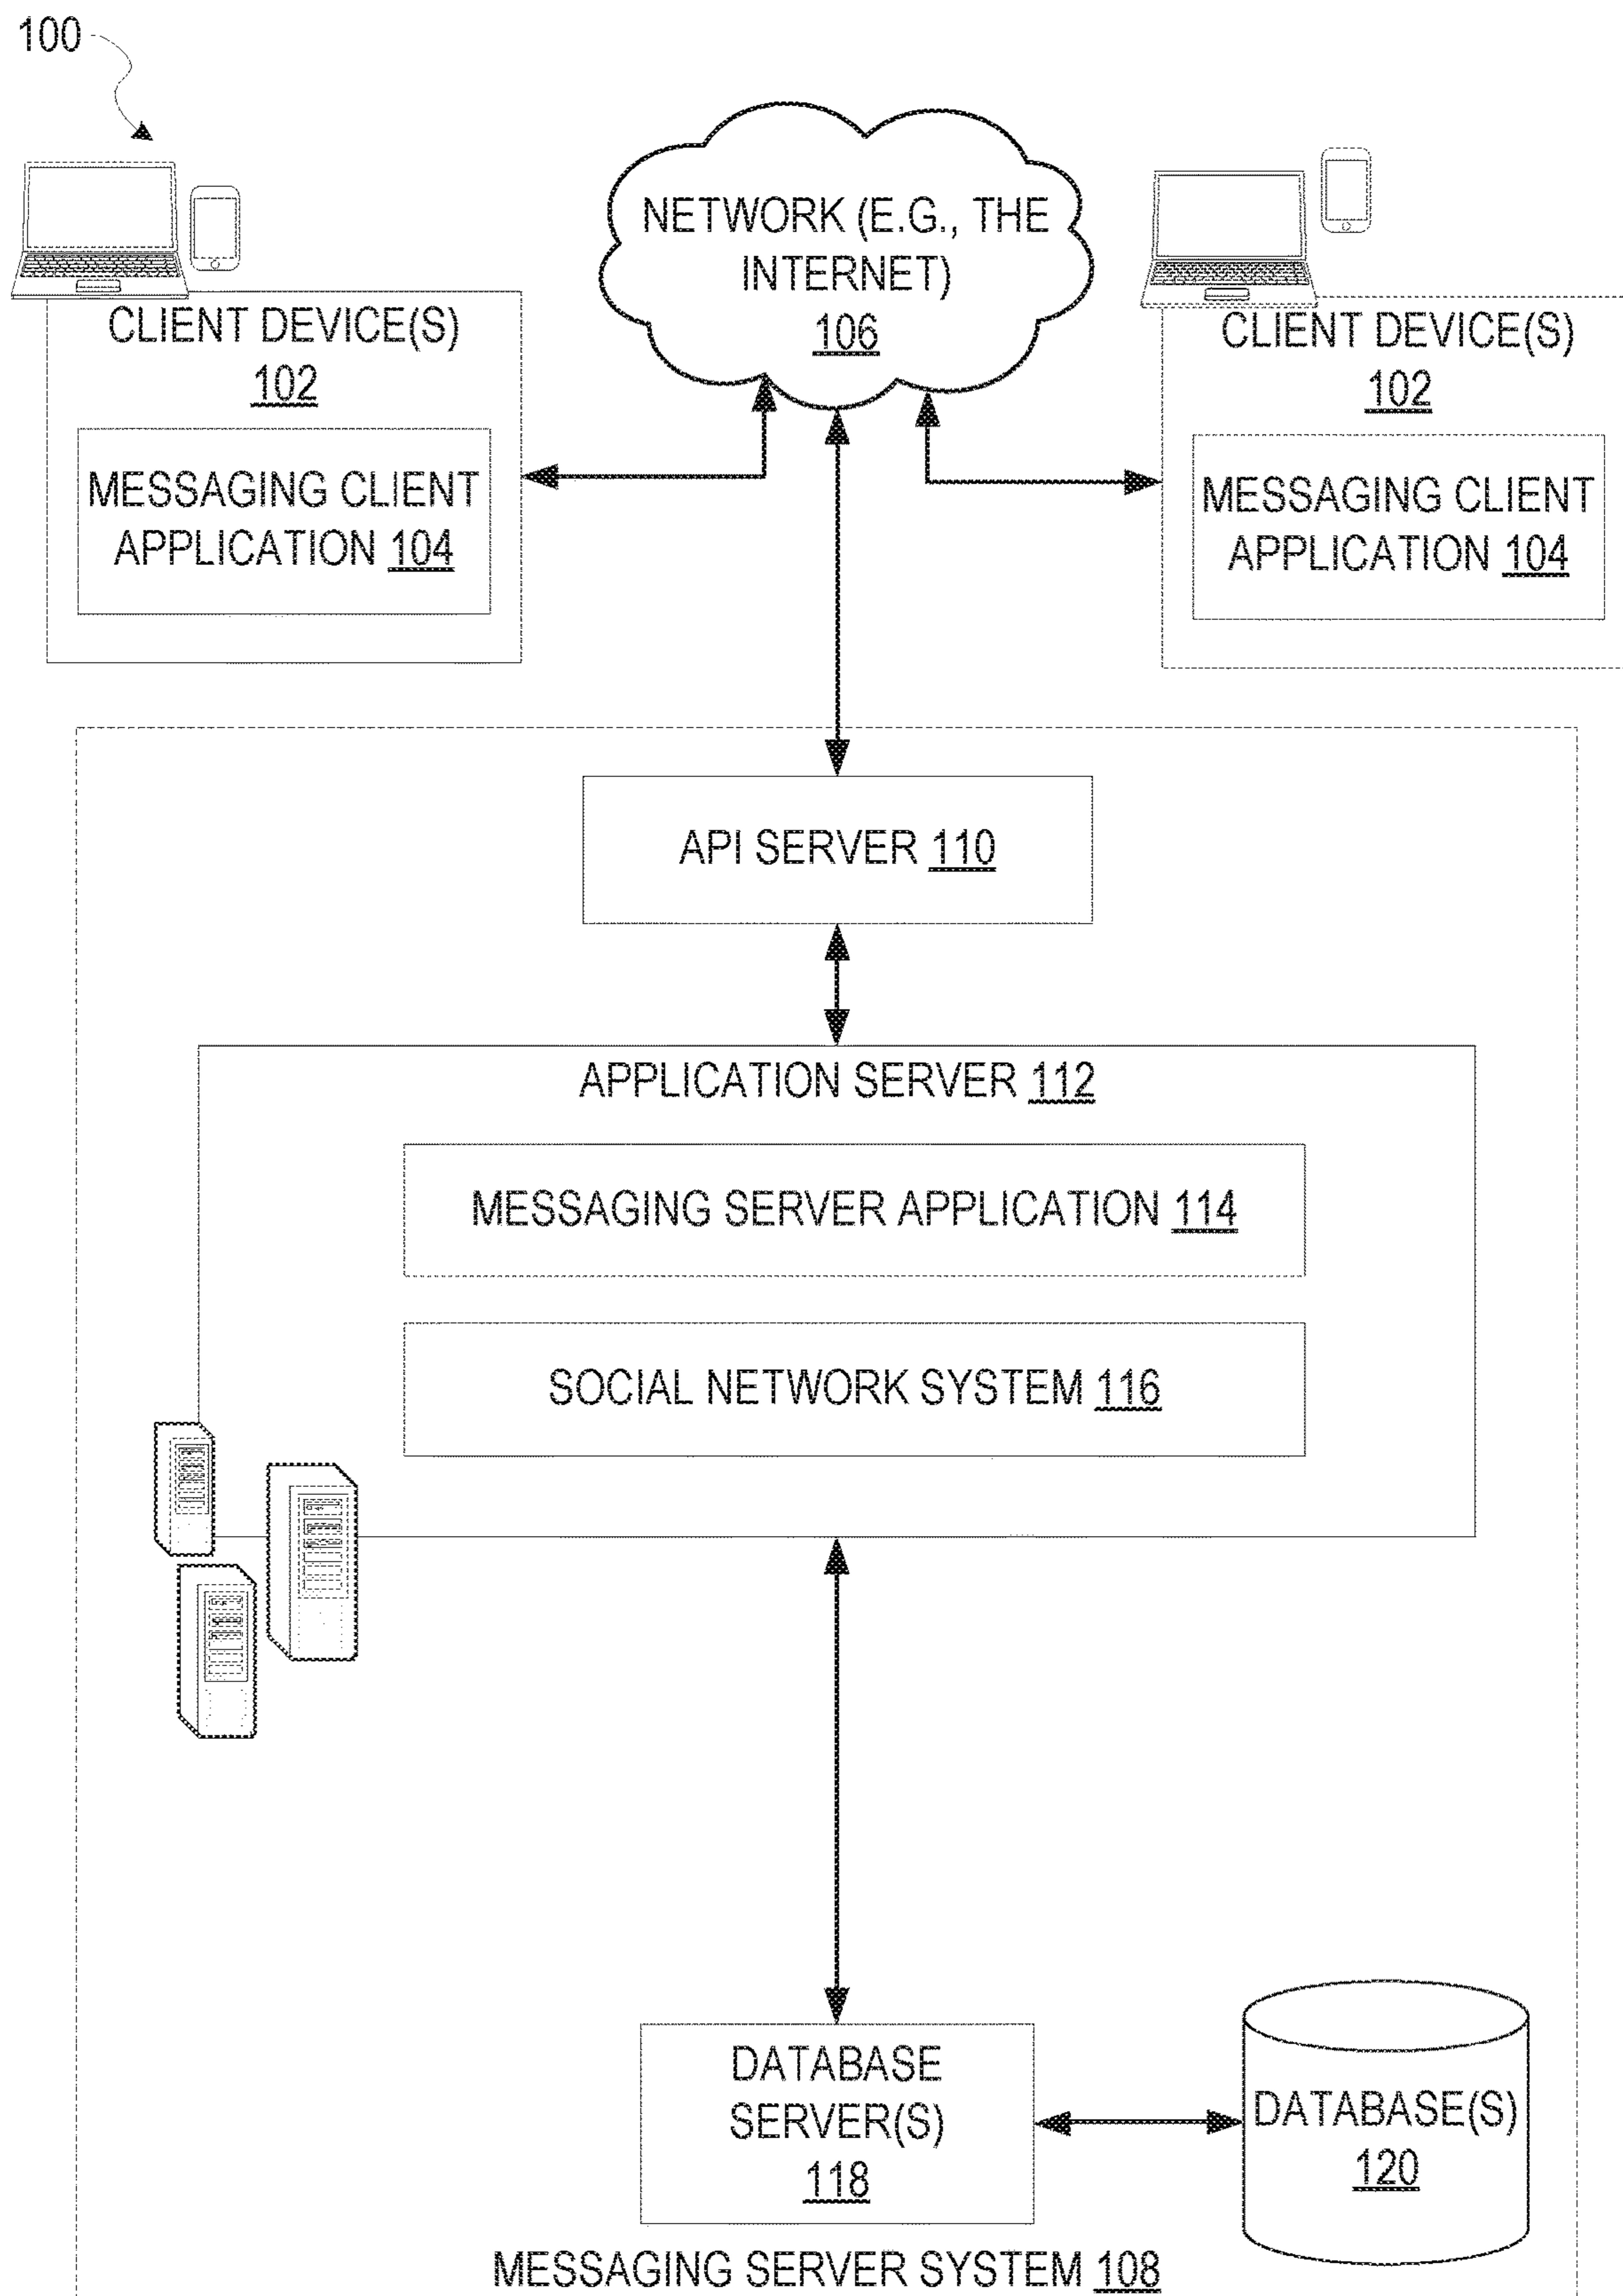 100
NETWORK (E.G., THE
INTERNET)
106
CLIENT DEVICE(S)
102
MESSAGING CLIENT
APPLICATION 104
CLIENT DEVICE(S)
102
MESSAGING CLIENT
APPLICATION 104
API SERVER 110
APPLICATION SERVER 112
MESSAGING SERVER APPLICATION 114
SOCIAL NETWORK SYSTEM 116
DATABASE
SERVER(S)
118
DATABASE(S)
120
MESSAGING SERVER SYSTEM 108